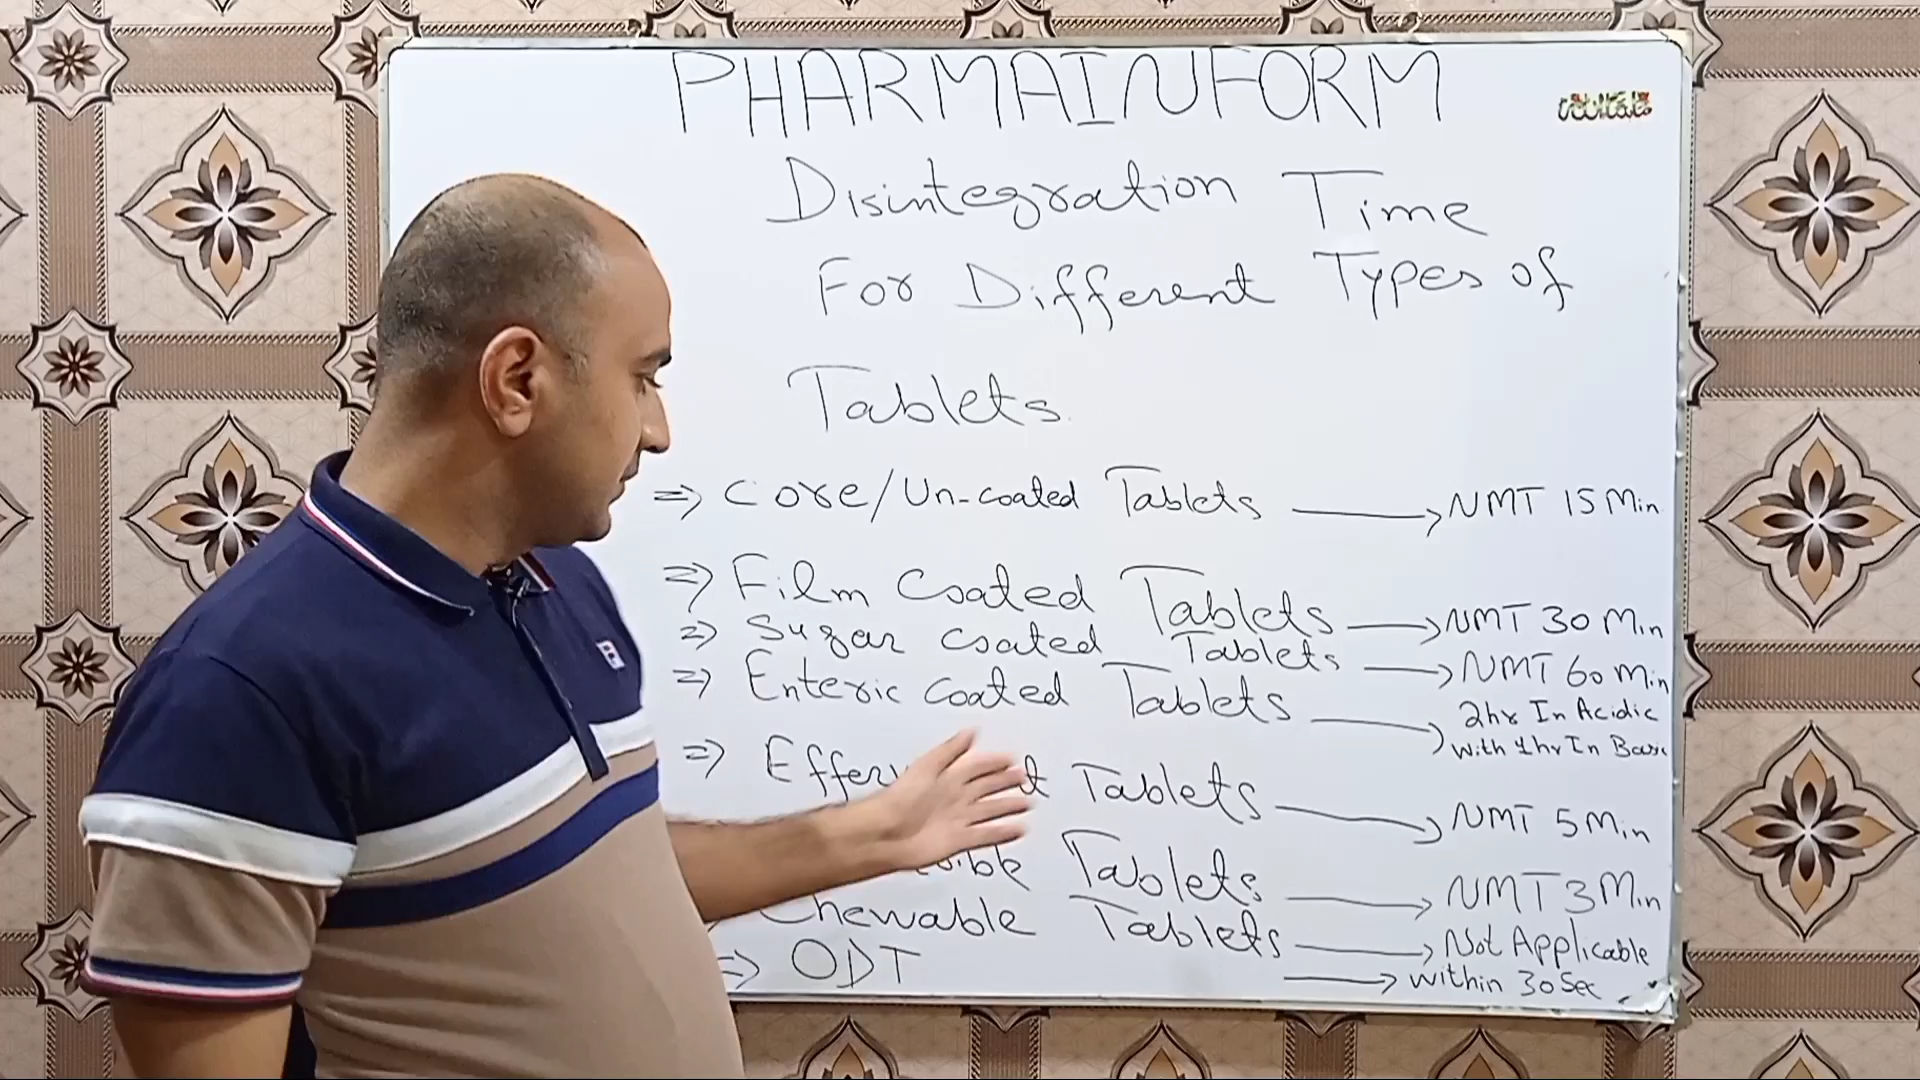 PHARMAINFORM
Disintegration Time
For Different Types of
Tablets.
=> Core/Un-coated Tablets → NMT 15 Min
=> Film Coated Tablets → NMT 30 Min
=> Sugar Coated Tablets → NMT 60 Min
=> Enteric Coated Tablets → 2hr In Acidic
with 1hr In Basic
=> Tablets → NMT 5 Min
Tablets → NMT 3 Min
Chewable Tablets → Not Applicable
=> ODT → within 30 Sec